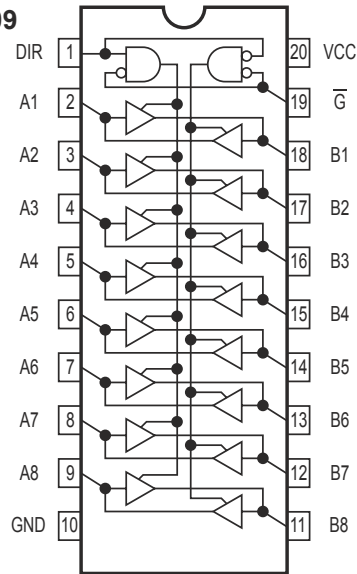 99
DIR 1 20 VCC
A1 2 19 G̅
A2 3 18 B1
A3 4 17 B2
A4 5 16 B3
A5 6 15 B4
A6 7 14 B5
A7 8 13 B6
A8 9 12 B7
GND 10 11 B8